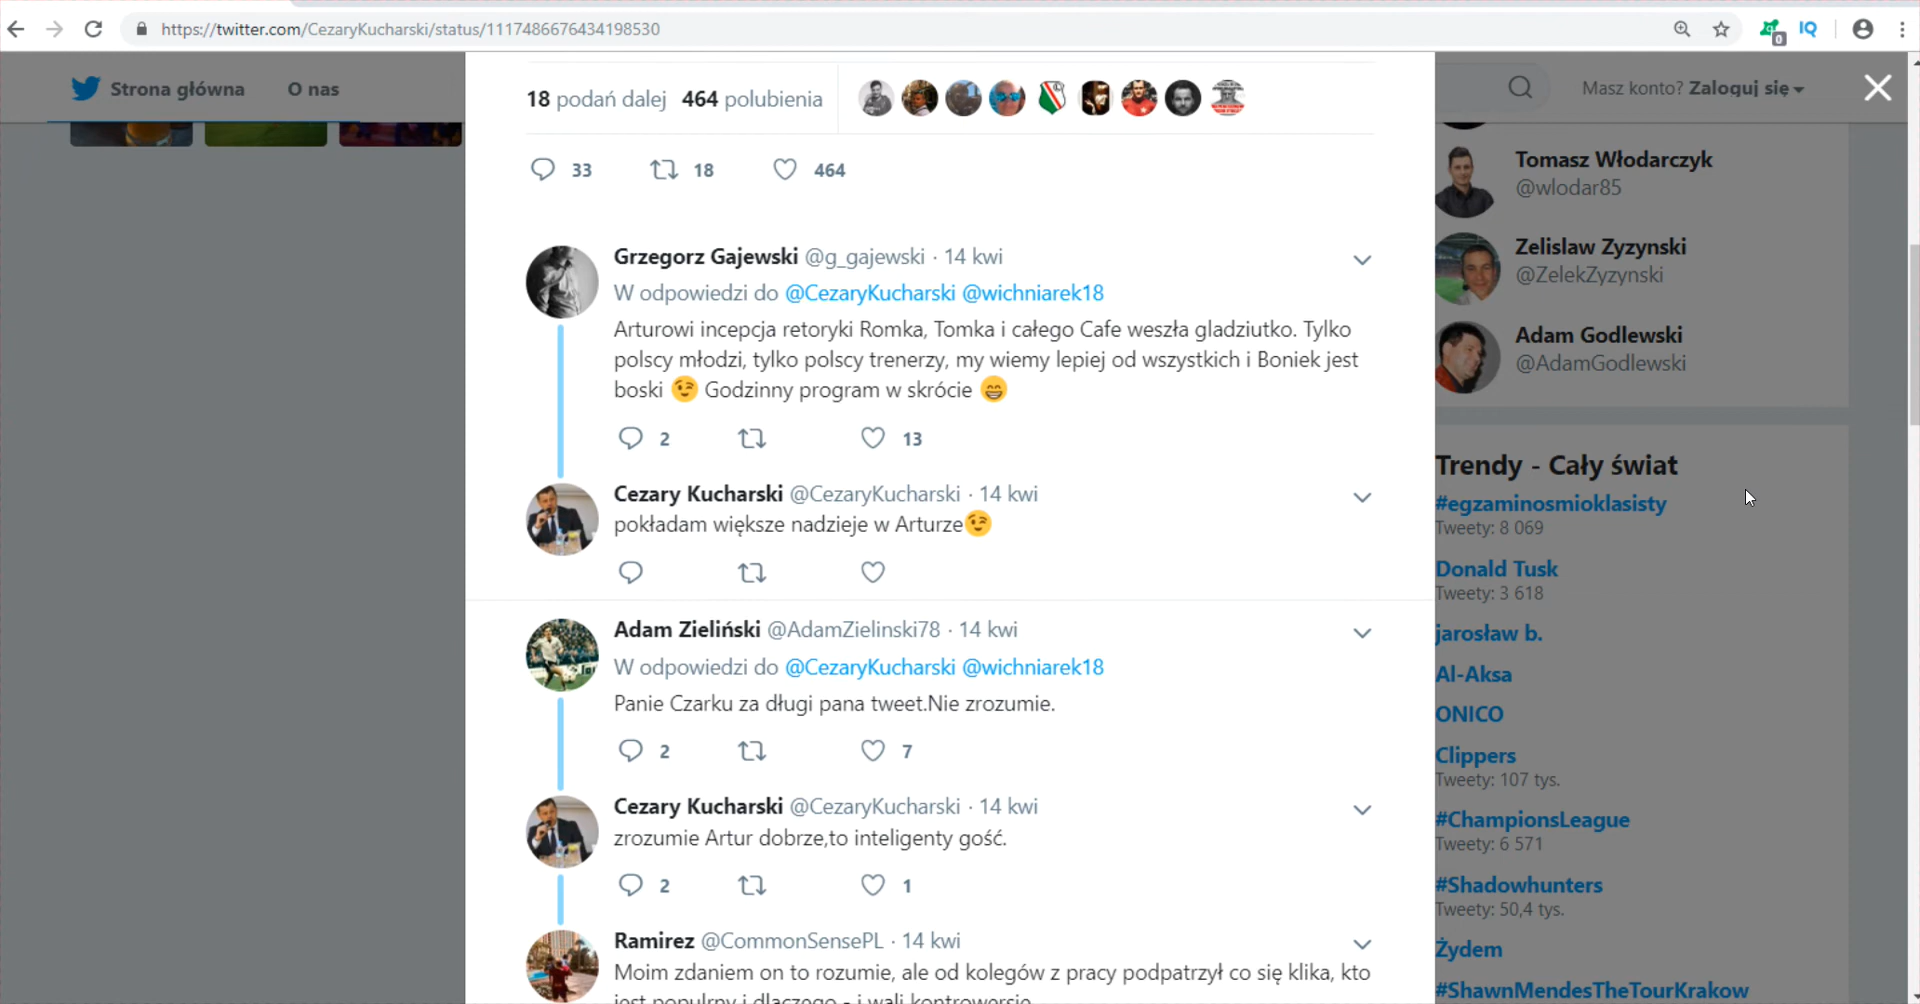 https://twitter.com/CezaryKucharski/status/1117486676434198530
IQ
0
Strona główna
O nas
Masz konto? Zaloguj się
18 podań dalej 464 polubienia
33 18 464
Grzegorz Gajewski @g_gajewski · 14 kwi
W odpowiedzi do @CezaryKucharski @wichniarek18
Arturowi incepcja retoryki Romka, Tomka i całego Cafe weszła gladziutko. Tylko
polscy młodzi, tylko polscy trenerzy, my wiemy lepiej od wszystkich i Boniek jest
boski 😉 Godzinny program w skrócie 😁
2 13
Cezary Kucharski @CezaryKucharski · 14 kwi
pokładam większe nadzieje w Arturze😉
Adam Zieliński @AdamZielinski78 · 14 kwi
W odpowiedzi do @CezaryKucharski @wichniarek18
Panie Czarku za długi pana tweet.Nie zrozumie.
2 7
Cezary Kucharski @CezaryKucharski · 14 kwi
zrozumie Artur dobrze,to inteligenty gość.
2 1
Ramirez @CommonSensePL · 14 kwi
Moim zdaniem on to rozumie, ale od kolegów z pracy podpatrzył co się klika, kto
jest populrny i dlaczego - i wali kontrowersje
Tomasz Włodarczyk
@wlodar85
Zelislaw Zyzynski
@ZelekZyzynski
Adam Godlewski
@AdamGodlewski
Trendy - Cały świat
#egzaminosmioklasisty
Tweety: 8 069
Donald Tusk
Tweety: 3 618
jarosław b.
Al-Aksa
ONICO
Clippers
Tweety: 107 tys.
#ChampionsLeague
Tweety: 6 571
#Shadowhunters
Tweety: 50,4 tys.
Żydem
#ShawnMendesTheTourKrakow